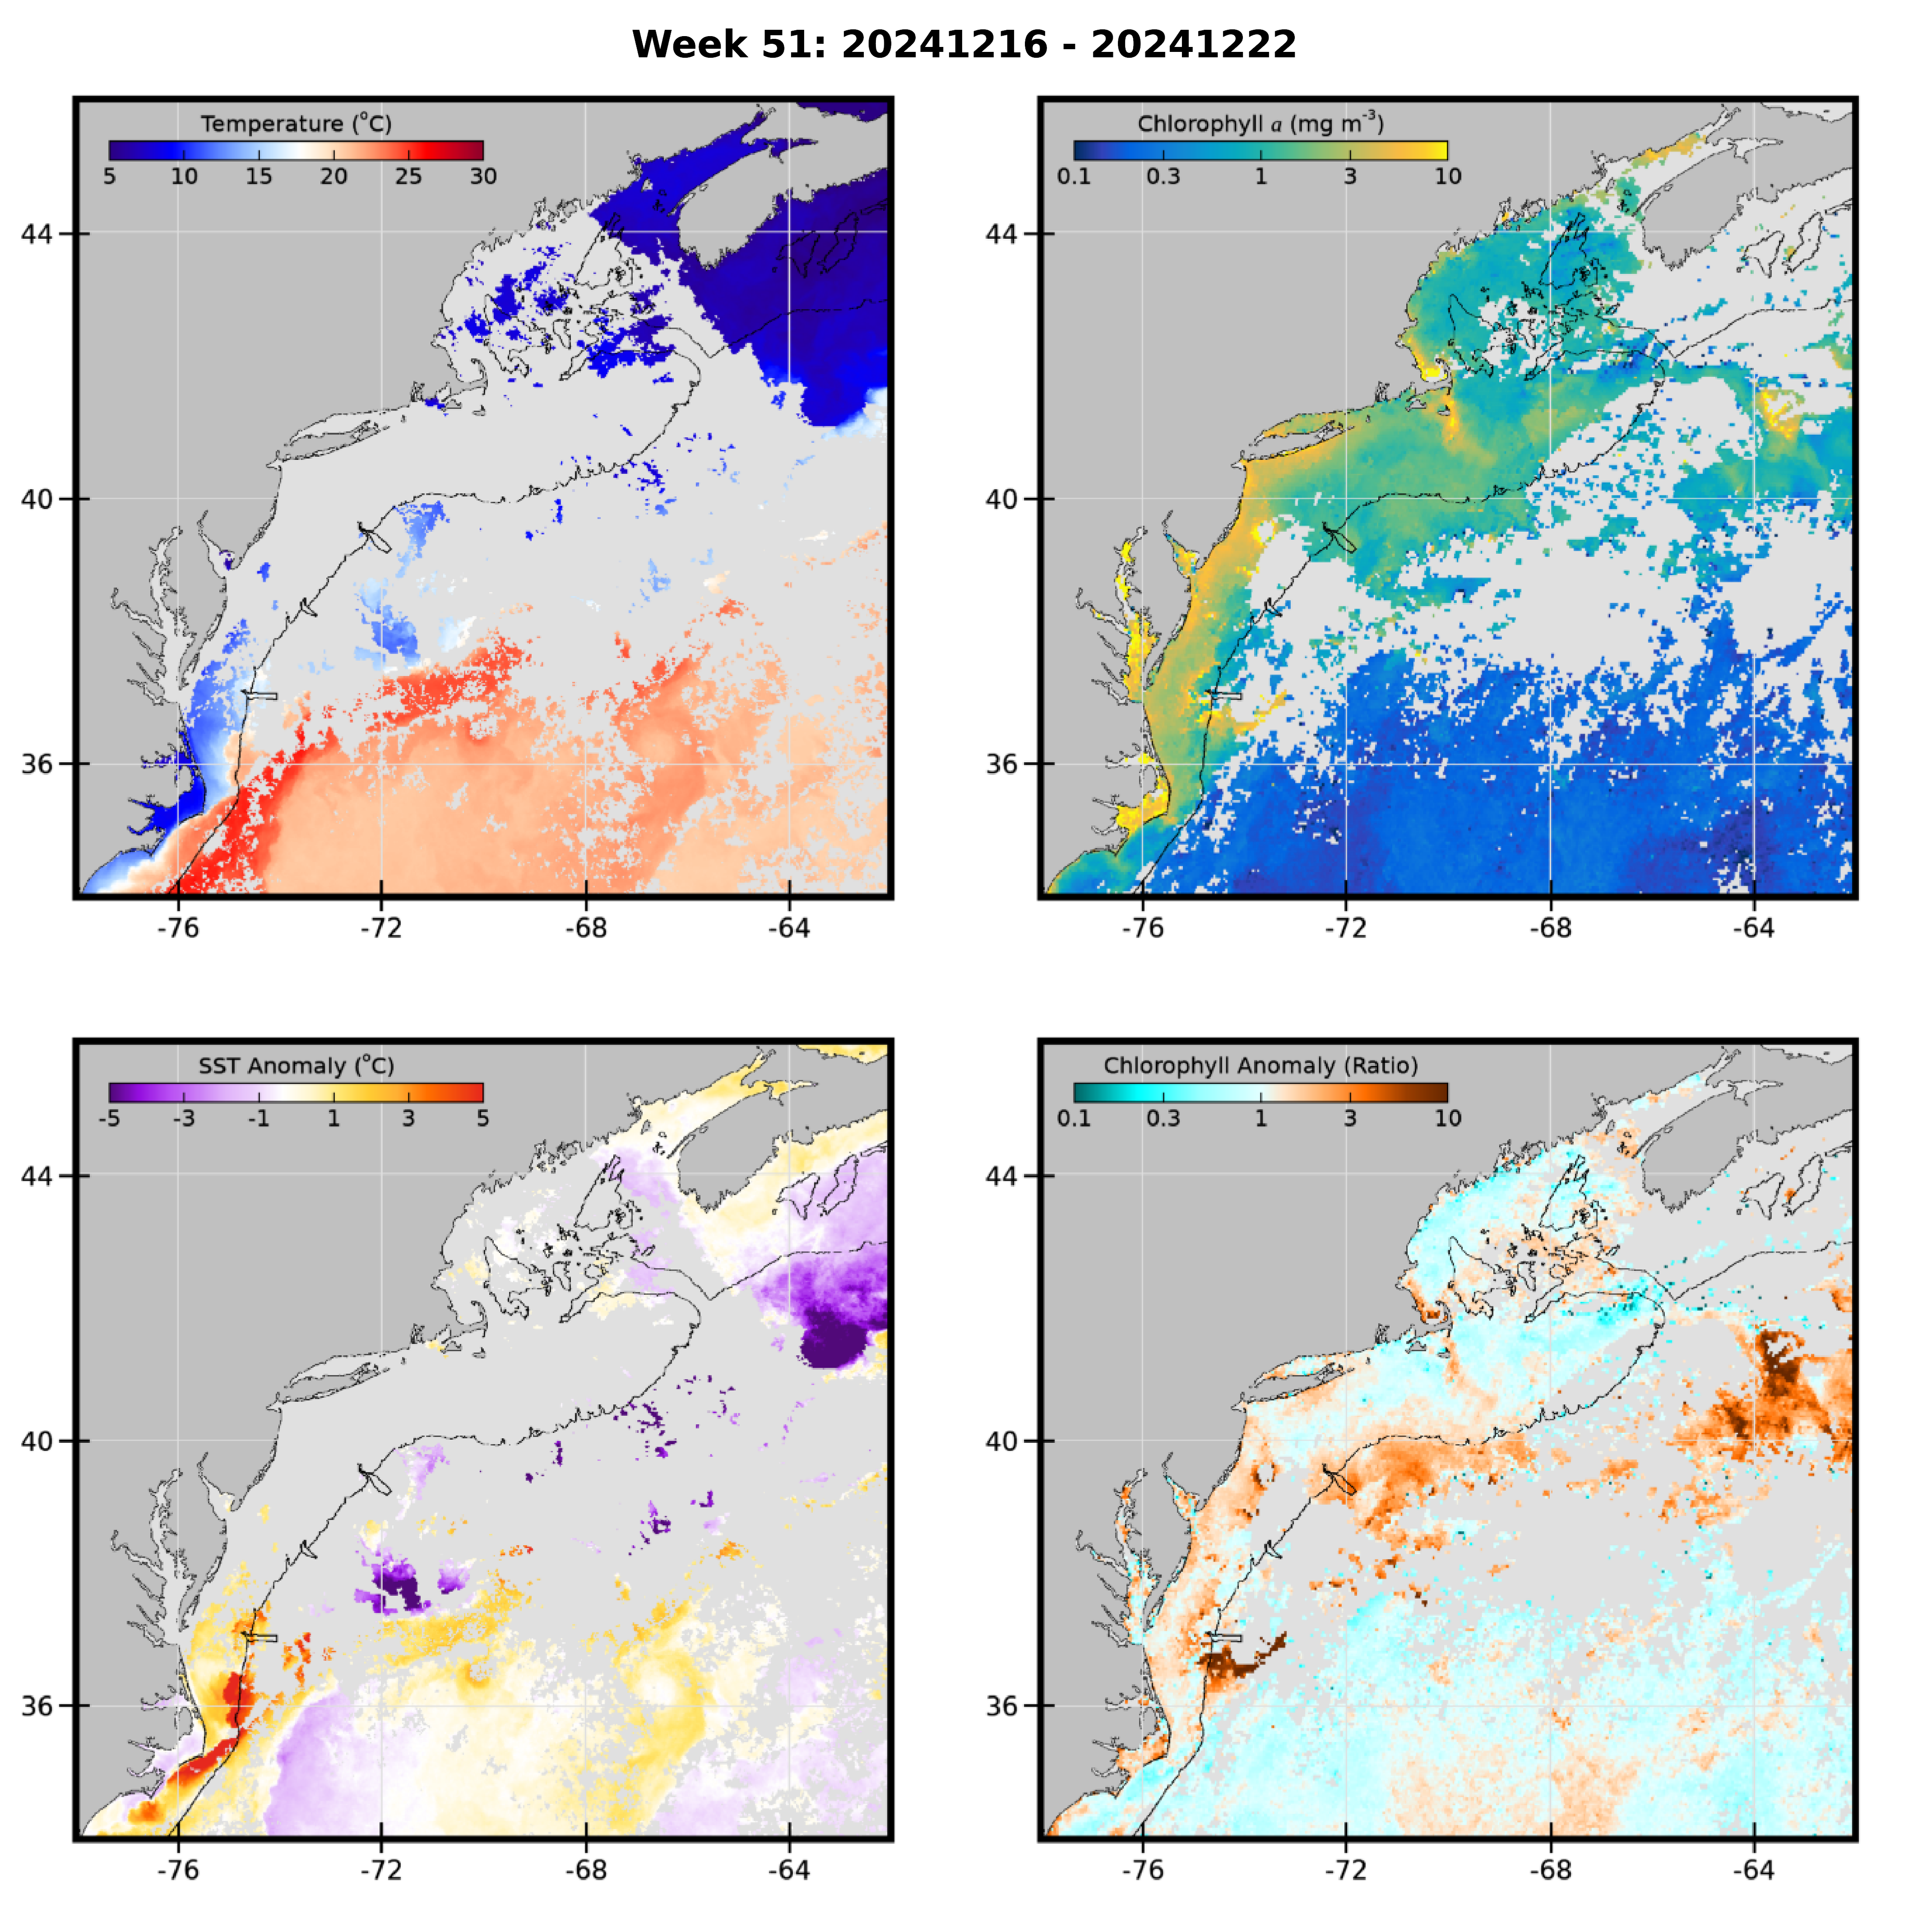 Week 51: 20241216 - 20241222
Temperature (°C)
5 10 15 20 25 30
44
40
36
-76 -72 -68 -64
Chlorophyll a (mg m⁻³)
0.1 0.3 1 3 10
44
40
36
-76 -72 -68 -64
SST Anomaly (°C)
-5 -3 -1 1 3 5
44
40
36
-76 -72 -68 -64
Chlorophyll Anomaly (Ratio)
0.1 0.3 1 3 10
44
40
36
-76 -72 -68 -64